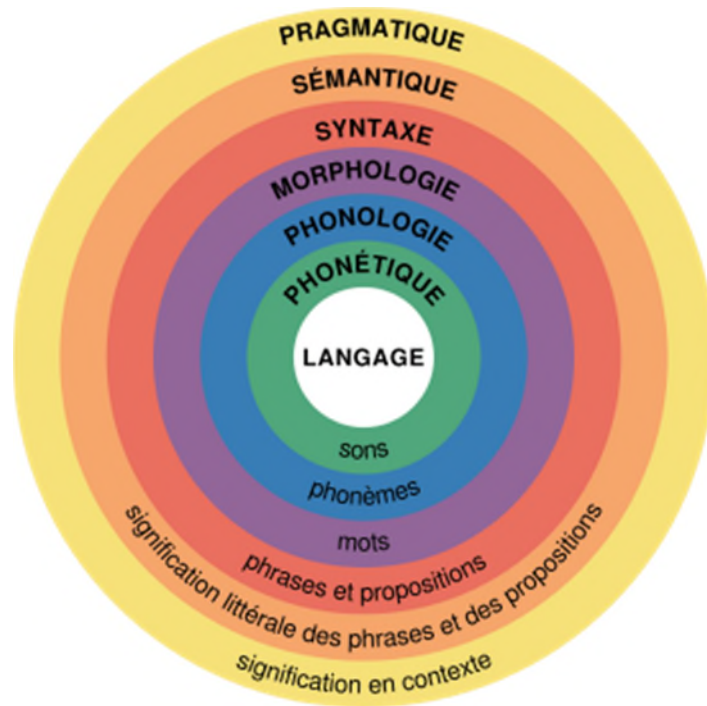 PRAGMATIQUE
SÉMANTIQUE
SYNTAXE
MORPHOLOGIE
PHONOLOGIE
PHONÉTIQUE
LANGAGE
sons
phonèmes
mots
phrases et propositions
signification littérale des phrases et des propositions
signification en contexte